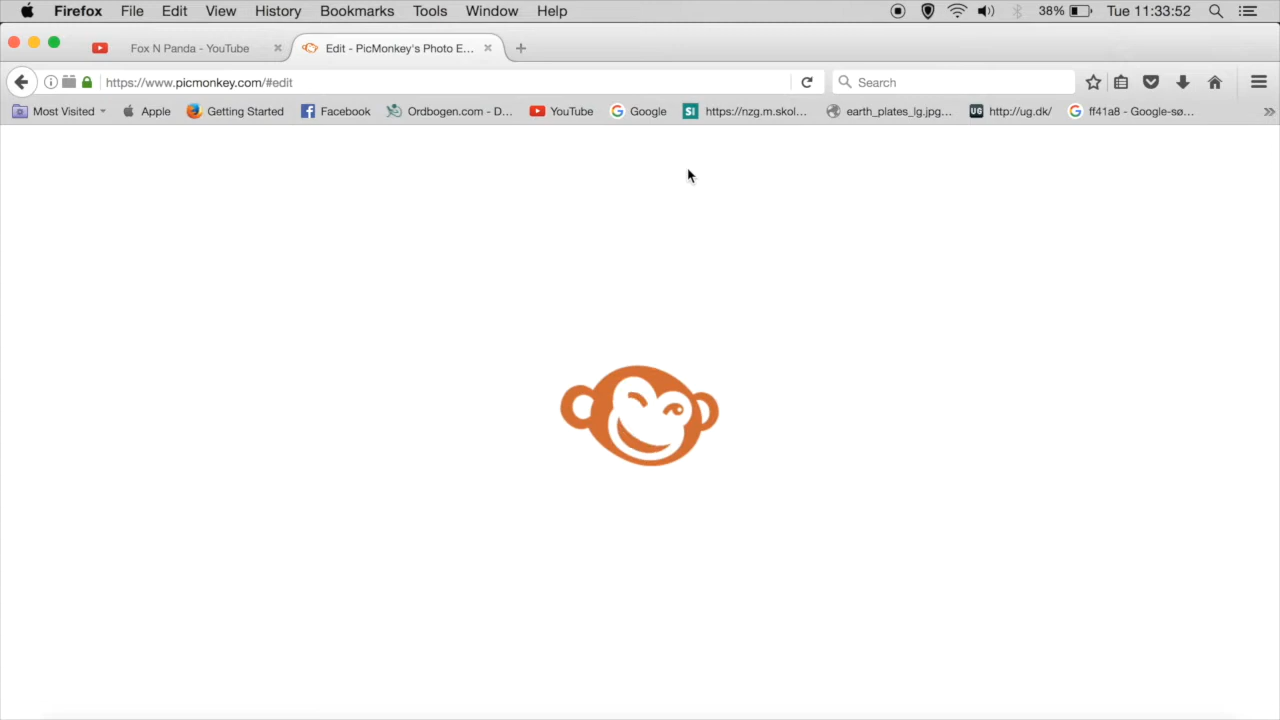 Firefox File Edit View History Bookmarks Tools Window Help 38% Tue 11:33:52
Fox N Panda - YouTube Edit - PicMonkey's Photo E...
https://www.picmonkey.com/#edit Search
Most Visited Apple Getting Started Facebook Ordbogen.com - D... YouTube Google SI https://nzg.m.skol... earth_plates_lg.jpg... UG http://ug.dk/ ff41a8 - Google-sø...